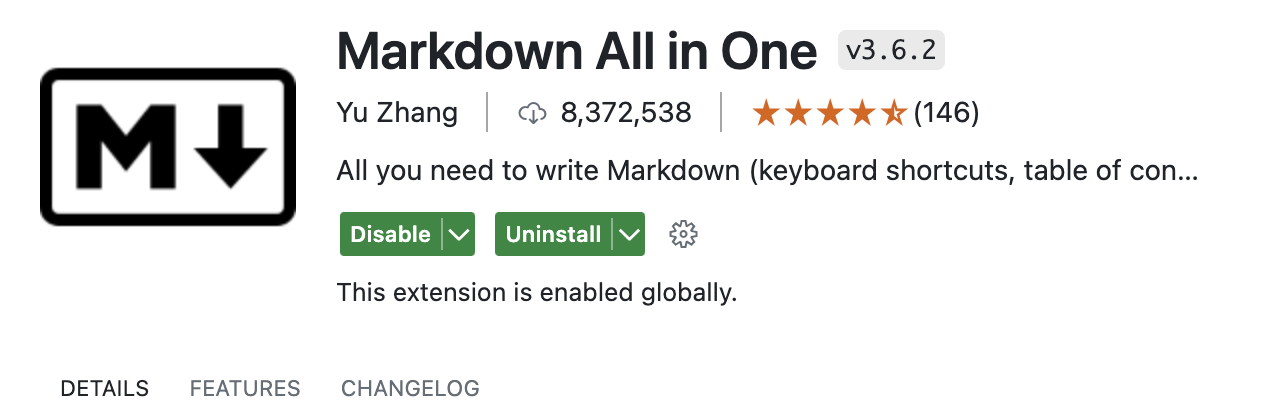 Markdown All in One v3.6.2
Yu Zhang 8,372,538 (146)
All you need to write Markdown (keyboard shortcuts, table of con...
Disable Uninstall
This extension is enabled globally.
DETAILS FEATURES CHANGELOG